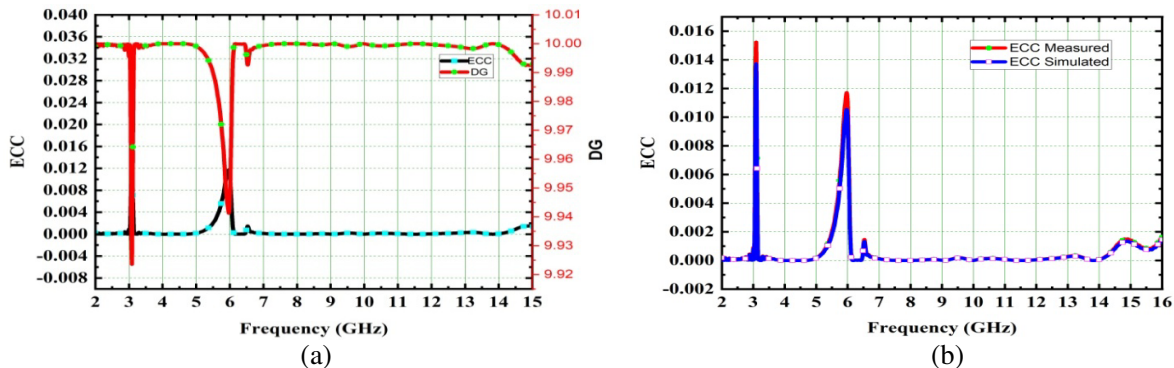 0.040
0.036
0.032
0.028
0.024
0.020
0.016
0.012
0.008
0.004
0.000
-0.004
-0.008
ECC
10.01
10.00
9.99
9.98
9.97
9.96
9.95
9.94
9.93
9.92
DG
ECC
DG
2 3 4 5 6 7 8 9 10 11 12 13 14 15
Frequency (GHz)
(a)
0.016
0.014
0.012
0.010
0.008
0.006
0.004
0.002
0.000
-0.002
ECC
ECC Measured
ECC Simulated
2 3 4 5 6 7 8 9 10 11 12 13 14 15 16
Frequency (GHz)
(b)